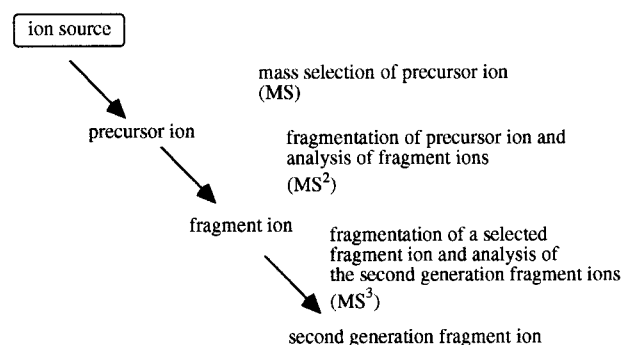 ion source
mass selection of precursor ion
(MS)
precursor ion
fragmentation of precursor ion and
analysis of fragment ions
(MS²)
fragment ion
fragmentation of a selected
fragment ion and analysis of
the second generation fragment ions
(MS³)
second generation fragment ion